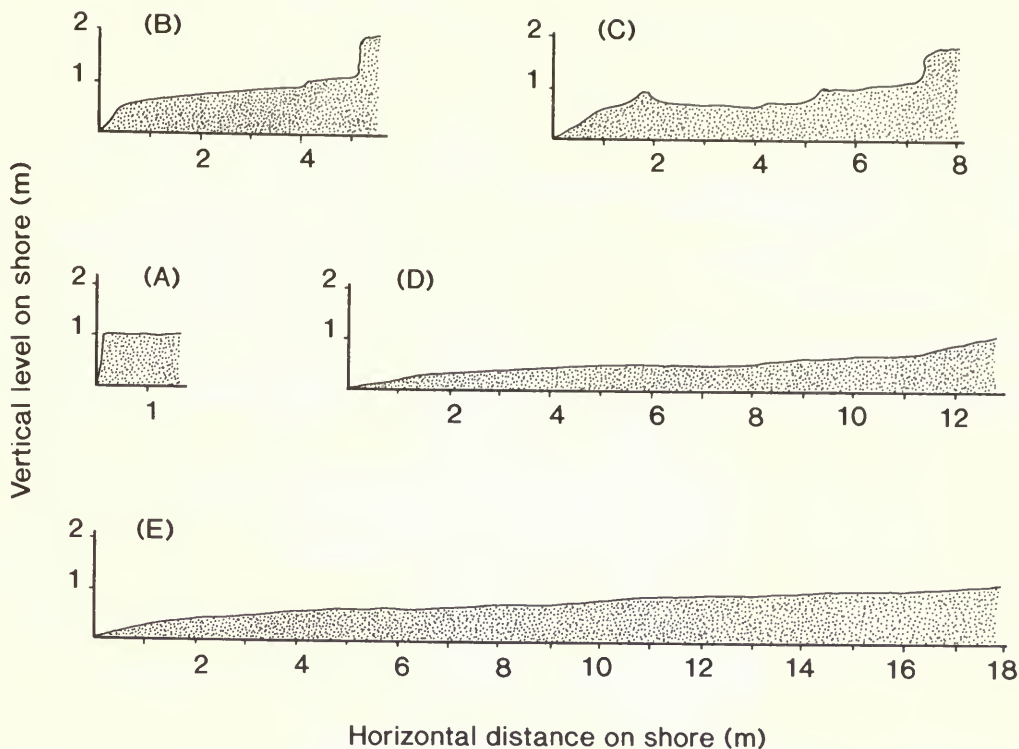 Vertical level on shore (m)
(B)
2
1
2 4
(C)
2
1
2 4 6 8
(A)
2
1
1
(D)
2
1
2 4 6 8 10 12
(E)
2
1
2 4 6 8 10 12 14 16 18
Horizontal distance on shore (m)